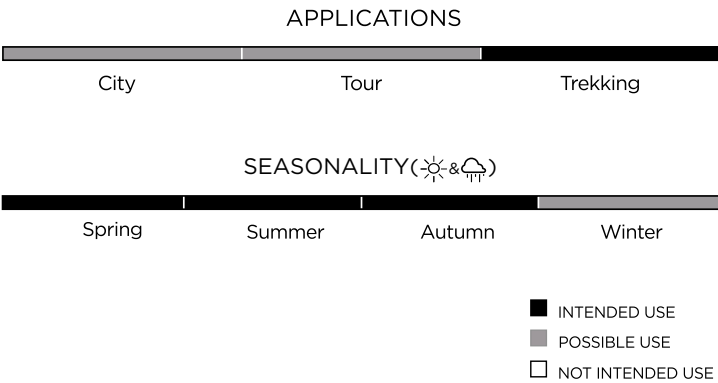 APPLICATIONS
City Tour Trekking
SEASONALITY(&)
Spring Summer Autumn Winter
INTENDED USE
POSSIBLE USE
NOT INTENDED USE